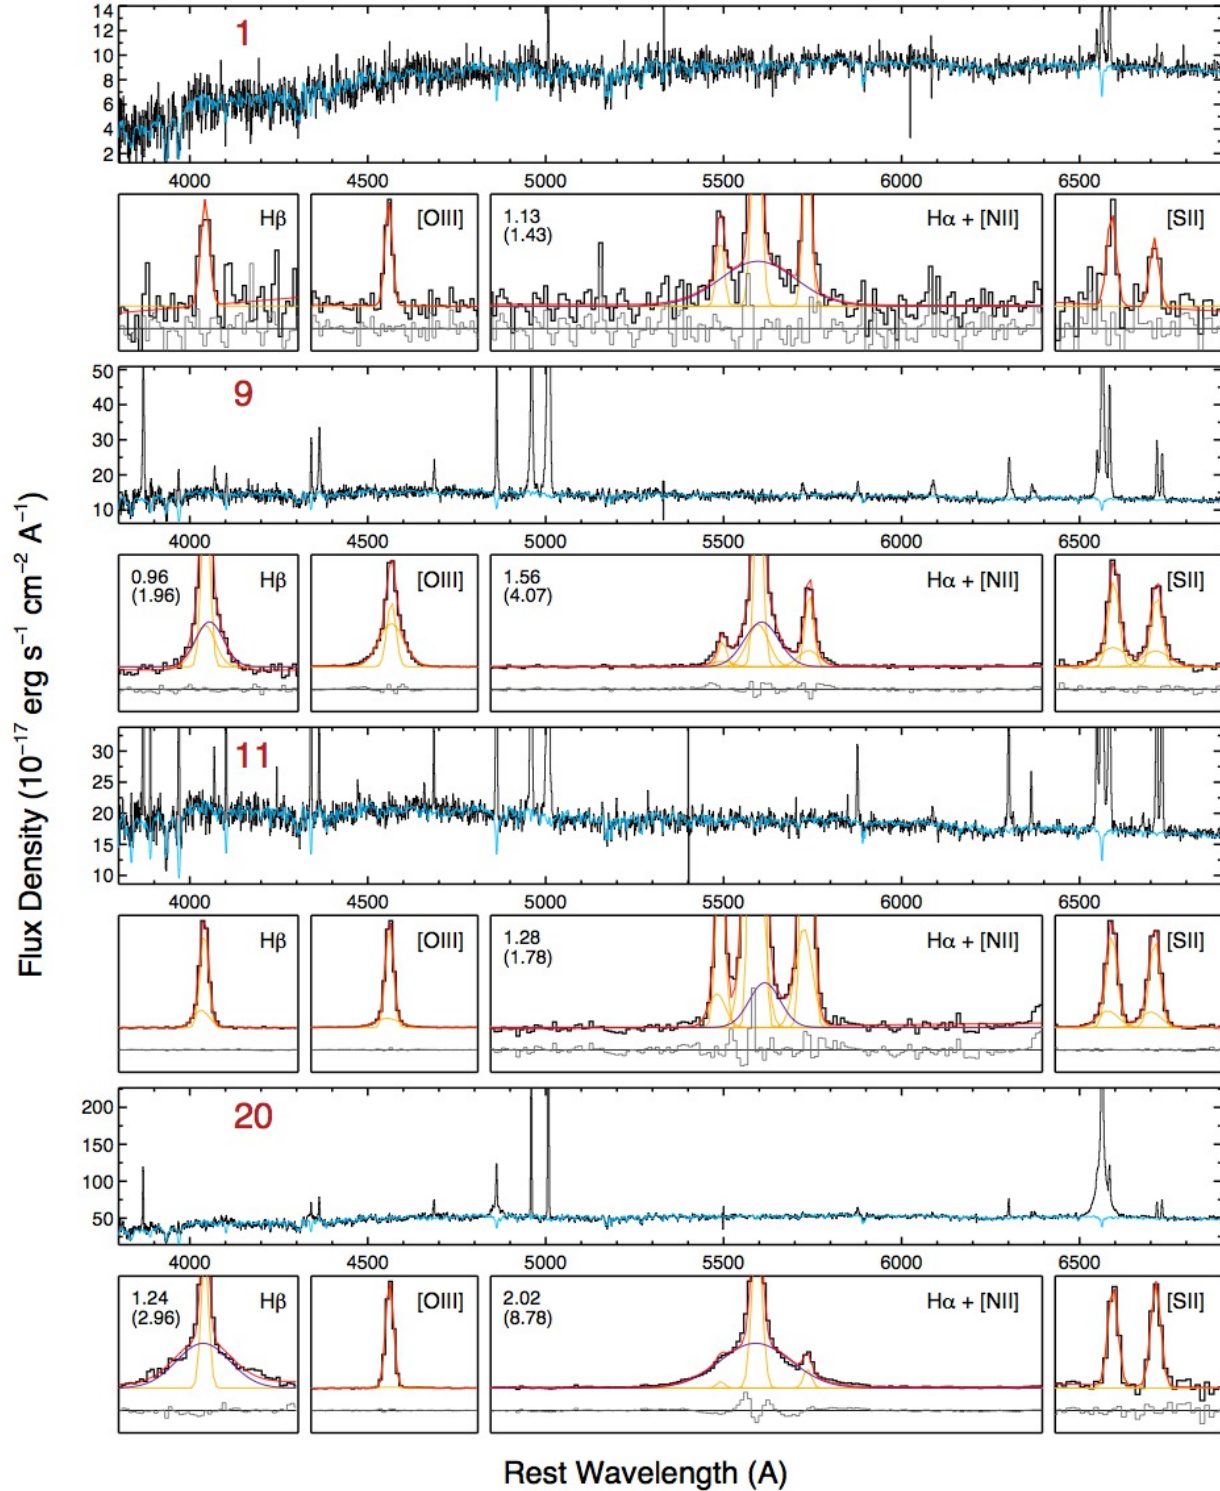 1
14
12
10
8
6
4
2
4000 4500 5000 5500 6000 6500
Hβ
[OIII]
1.13
(1.43)
Hα + [NII]
[SII]
9
50
40
30
20
10
4000 4500 5000 5500 6000 6500
0.96
(1.96)
Hβ
[OIII]
1.56
(4.07)
Hα + [NII]
[SII]
11
30
25
20
15
10
4000 4500 5000 5500 6000 6500
Hβ
[OIII]
1.28
(1.78)
Hα + [NII]
[SII]
20
200
150
100
50
4000 4500 5000 5500 6000 6500
1.24
(2.96)
Hβ
[OIII]
2.02
(8.78)
Hα + [NII]
[SII]
Flux Density (10⁻¹⁷ erg s⁻¹ cm⁻² A⁻¹)
Rest Wavelength (A)